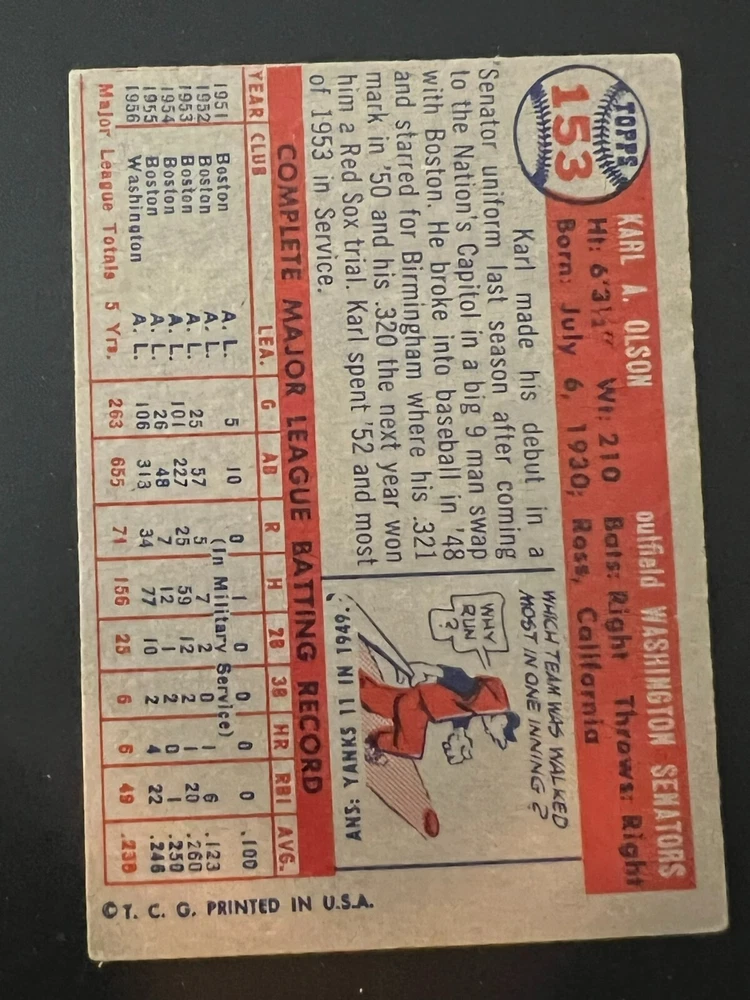 TOPPS
153
KARL A. OLSON outfield WASHINGTON SENATORS
Ht: 6'3½" Wt: 210 Bats: Right Throws: Right
Born: July 6, 1930; Ross, California
Karl made his debut in a
Senator uniform last season after coming
to the Nation's Capitol in a big 9 man swap
with Boston. He broke into baseball in '48
and starred for Birmingham where his .321
mark in '50 and his .320 the next year won
him a Red Sox trial. Karl spent '52 and most
of 1953 in Service.
WHICH TEAM WAS WALKED
MOST IN ONE INNING?
WHY
RUN
?
ANS: YANKS 11 IN 1949.
COMPLETE MAJOR LEAGUE BATTING RECORD
YEAR CLUB LEA. G AB R H 2B 3B HR RBI AVG.
1951 Boston A. L. 5 10 0 1 0 0 0 0 .100
1952 Boston A. L. (In Military Service)
1953 Boston A. L. 25 57 5 7 2 0 1 6 .123
1954 Boston A. L. 101 227 25 59 12 2 1 20 .260
1955 Boston A. L. 26 48 7 12 1 2 0 1 .250
1956 Washington A. L. 106 313 34 77 10 2 4 22 .246
Major League Totals 5 Yrs. 263 655 71 156 25 6 6 49 .238
©T. C. G. PRINTED IN U.S.A.